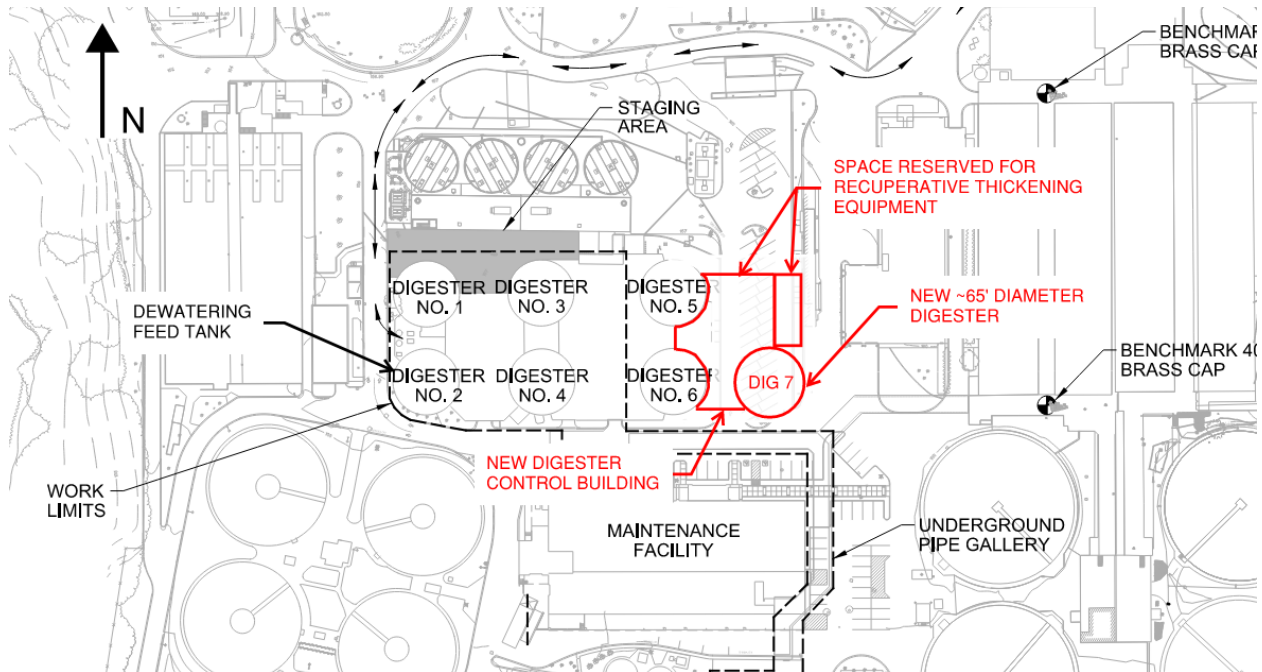 BENCHMAR
BRASS CAP
N
STAGING
AREA
SPACE RESERVED FOR
RECUPERATIVE THICKENING
EQUIPMENT
DIGESTER
NO. 1
DIGESTER
NO. 3
DIGESTER
NO. 5
NEW ~65' DIAMETER
DIGESTER
DEWATERING
FEED TANK
BENCHMARK 40
BRASS CAP
DIGESTER
NO. 2
DIGESTER
NO. 4
DIGESTER
NO. 6
DIG 7
NEW DIGESTER
CONTROL BUILDING
WORK
LIMITS
MAINTENANCE
FACILITY
UNDERGROUND
PIPE GALLERY